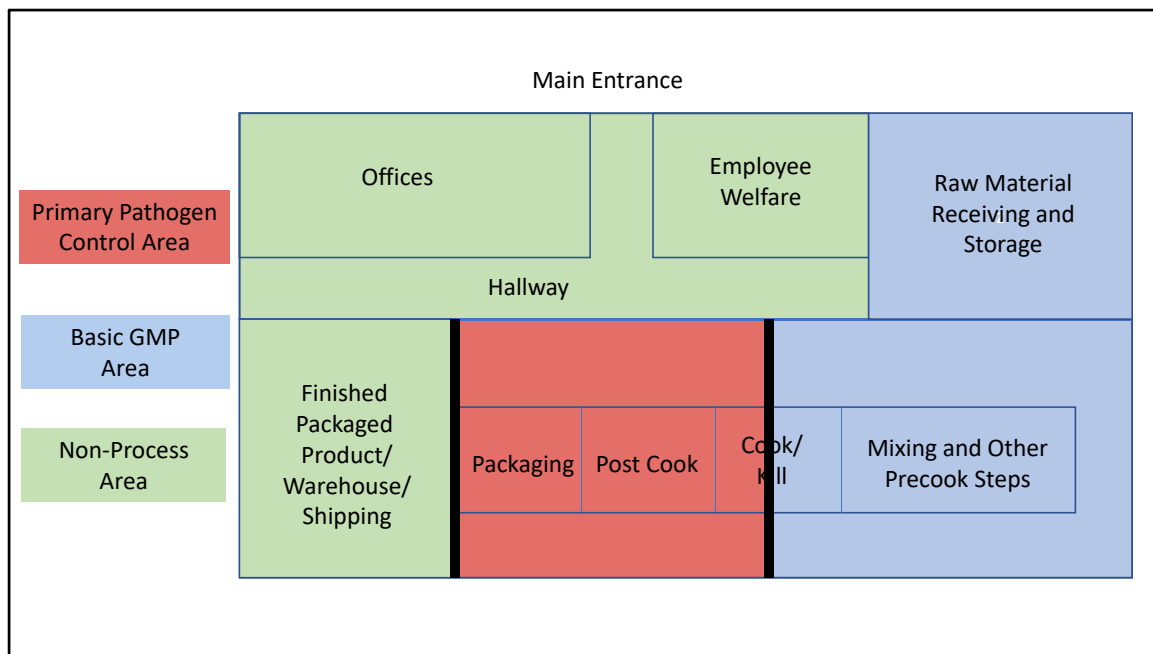 Main Entrance
Offices
Employee
Welfare
Raw Material
Receiving and
Storage
Primary Pathogen
Control Area
Hallway
Basic GMP
Area
Non-Process
Area
Finished
Packaged
Product/
Warehouse/
Shipping
Packaging
Post Cook
Cook/
Kill
Mixing and Other
Precook Steps